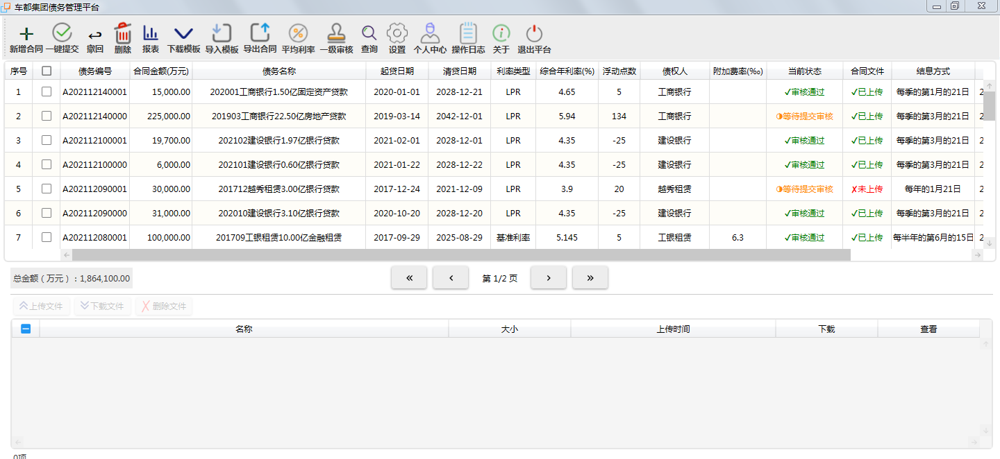 车都集团债务管理平台
新增合同 一键提交 撤回 删除 报表 下载模板 导入模板 导出合同 平均利率 一级审核 查询 设置 个人中心 操作日志 关于 退出平台
序号 债务编号 合同金额(万元) 债务名称 起贷日期 清贷日期 利率类型 综合年利率(%) 浮动点数 债权人 附加费率(‰) 当前状态 合同文件 结息方式
1 A202112140001 15,000.00 202001工商银行1.50亿固定资产贷款 2020-01-01 2028-12-21 LPR 4.65 5 工商银行 ✓审核通过 ✓已上传 每季的第1月的21日 2
2 A202112140000 225,000.00 201903工商银行22.50亿房地产贷款 2019-03-14 2042-12-01 LPR 5.94 134 工商银行 ◑等待提交审核 ✓已上传 每季的第3月的21日 2
3 A202112100001 19,700.00 202102建设银行1.97亿银行贷款 2021-02-01 2028-12-01 LPR 4.35 -25 建设银行 ✓审核通过 ✓已上传 每季的第3月的21日 2
4 A202112100000 6,000.00 202101建设银行0.60亿银行贷款 2021-01-22 2028-12-22 LPR 4.35 -25 建设银行 ✓审核通过 ✓已上传 每季的第3月的21日 2
5 A202112090001 30,000.00 201712越秀租赁3.00亿银行贷款 2017-12-24 2021-12-09 LPR 3.9 20 越秀租赁 ◑等待提交审核 ✗未上传 每年的1月21日 2
6 A202112090000 31,000.00 202010建设银行3.10亿银行贷款 2020-10-20 2028-12-20 LPR 4.35 -25 建设银行 ✓审核通过 ✓已上传 每季的第3月的21日 2
7 A202112080001 100,000.00 201709工银租赁10.00亿金融租赁 2017-09-29 2025-08-29 基准利率 5.145 5 工银租赁 6.3 ✓审核通过 ✓已上传 每半年的第6月的15日 2
总金额（万元）：1,864,100.00 « ‹ 第 1/2 页 › »
上传文件 下载文件 删除文件
名称 大小 上传时间 下载 查看
0项